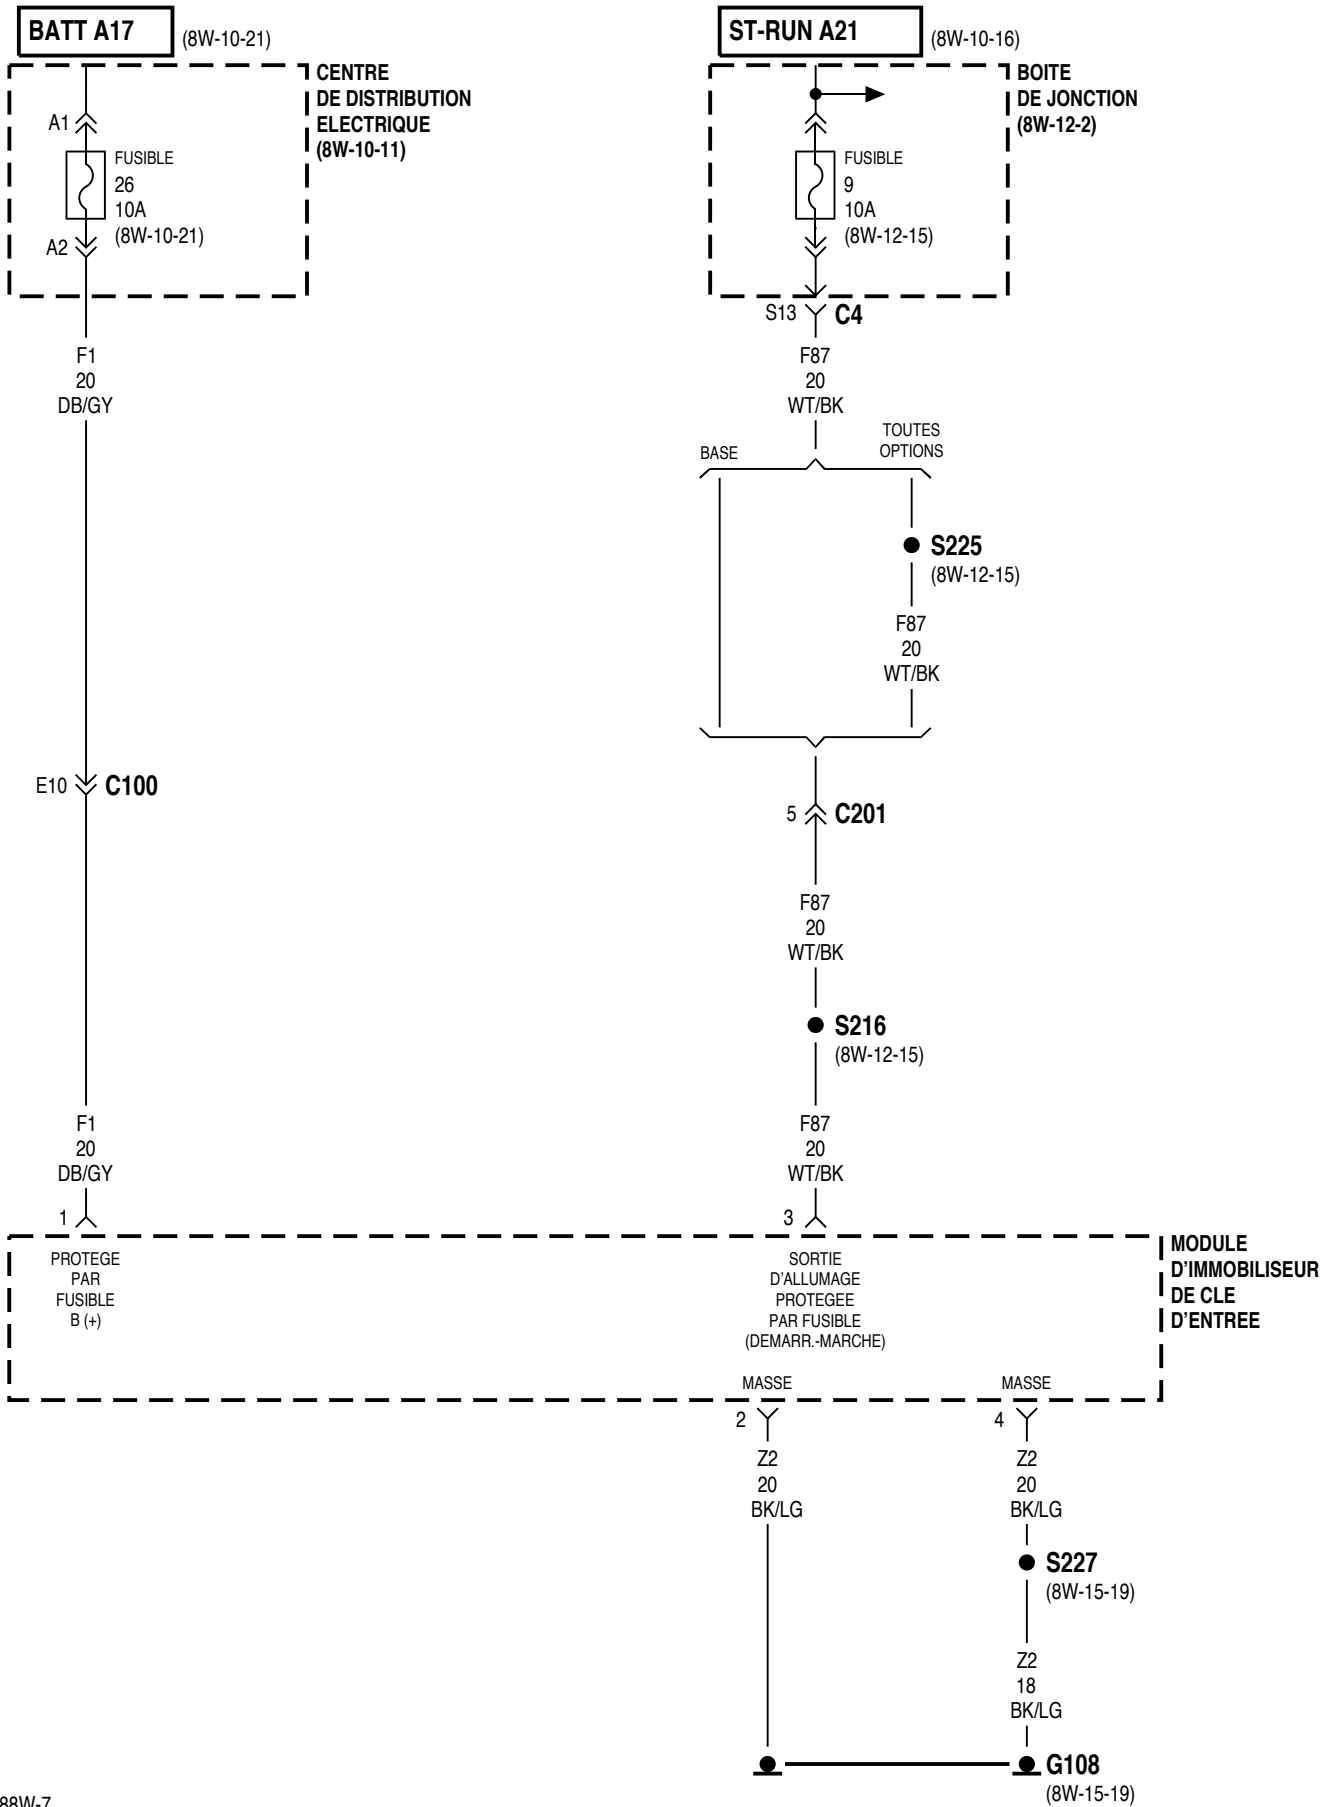 BATT A17
(8W-10-21)
ST-RUN A21
(8W-10-16)
CENTRE
DE DISTRIBUTION
ELECTRIQUE
(8W-10-11)
A1
FUSIBLE
26
10A
(8W-10-21)
A2
BOITE
DE JONCTION
(8W-12-2)
FUSIBLE
9
10A
(8W-12-15)
S13
C4
F1
20
DB/GY
F87
20
WT/BK
BASE
TOUTES
OPTIONS
S225
(8W-12-15)
F87
20
WT/BK
E10
C100
5
C201
F87
20
WT/BK
S216
(8W-12-15)
F1
20
DB/GY
F87
20
WT/BK
1
3
PROTEGE
PAR
FUSIBLE
B (+)
SORTIE
D'ALLUMAGE
PROTEGEE
PAR FUSIBLE
(DEMARR.-MARCHE)
MODULE
D'IMMOBILISEUR
DE CLE
D'ENTREE
MASSE
MASSE
2
4
Z2
20
BK/LG
Z2
20
BK/LG
S227
(8W-15-19)
Z2
18
BK/LG
G108
(8W-15-19)
88W-7